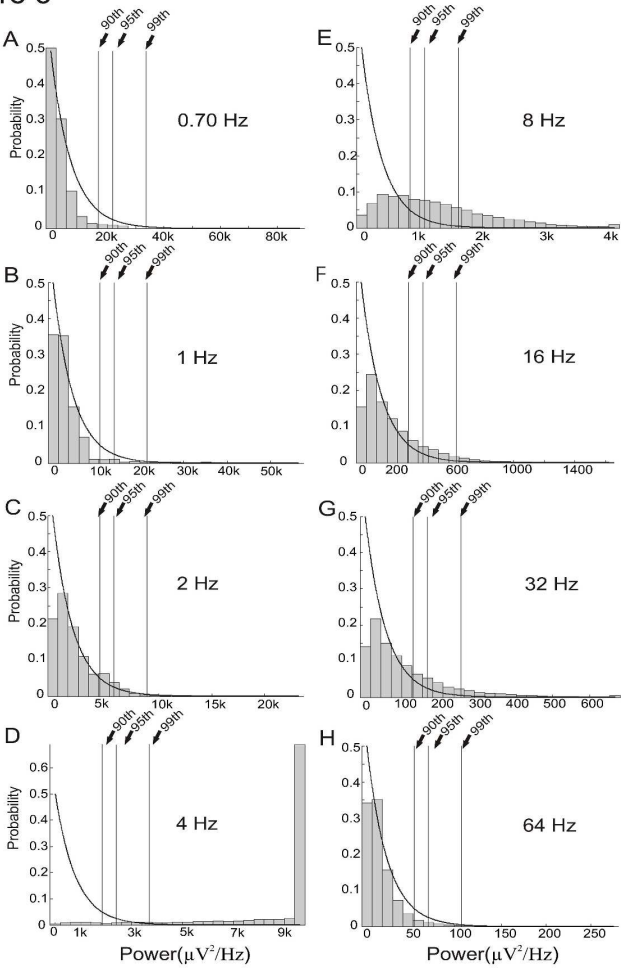 A
90th 95th 99th
0.5
0.4
0.3
0.2
0.1
0
Probability
0.70 Hz
0 20k 40k 60k 80k
B
90th 95th 99th
0.5
0.4
0.3
0.2
0.1
0
Probability
1 Hz
0 10k 20k 30k 40k 50k
C
90th 95th 99th
0.5
0.4
0.3
0.2
0.1
0
Probability
2 Hz
0 5k 10k 15k 20k
D
90th 95th 99th
0.6
0.5
0.4
0.3
0.2
0.1
0
Probability
4 Hz
0 1k 3k 5k 7k 9k
Power(μV²/Hz)
E
90th 95th 99th
0.5
0.4
0.3
0.2
0.1
0
8 Hz
0 1k 2k 3k 4k
F
90th 95th 99th
0.5
0.4
0.3
0.2
0.1
0
16 Hz
0 200 600 1000 1400
G
90th 95th 99th
0.5
0.4
0.3
0.2
0.1
0
32 Hz
0 100 200 300 400 500 600
H
90th 95th 99th
0.5
0.4
0.3
0.2
0.1
0
64 Hz
0 50 100 150 200 250
Power(μV²/Hz)